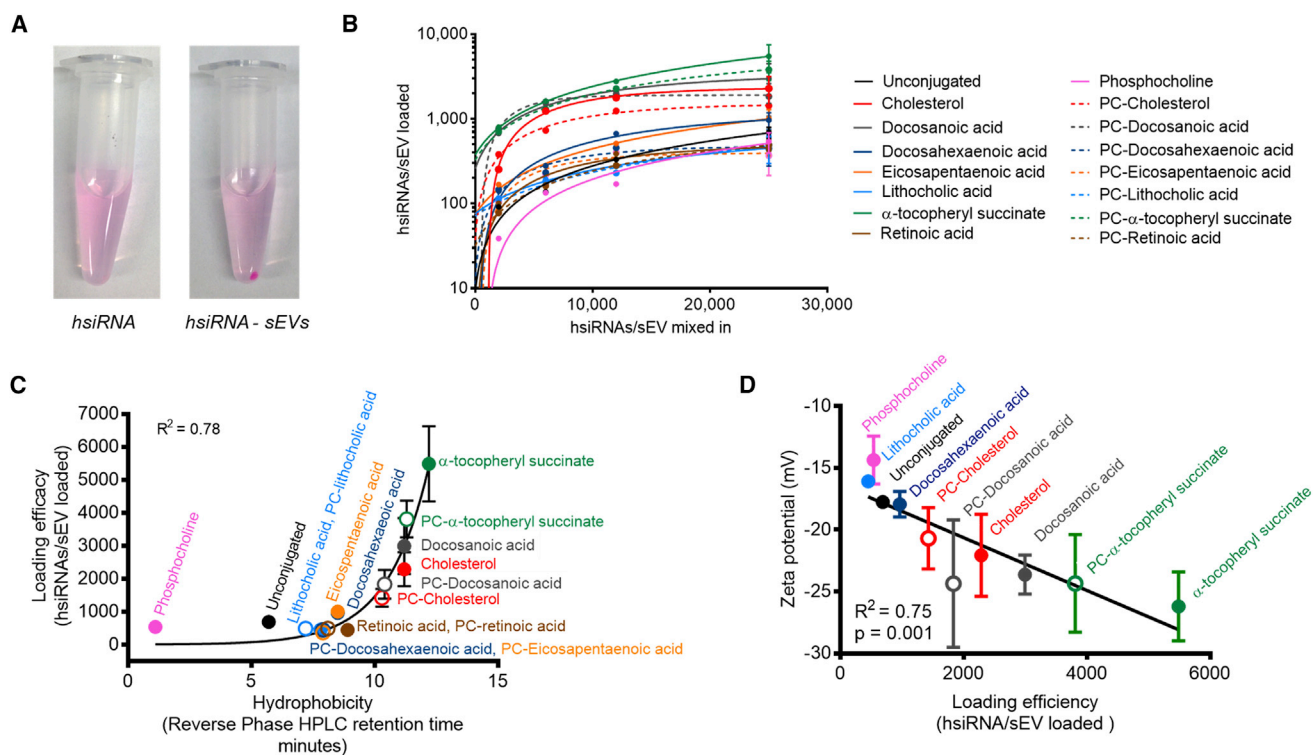 A
hsiRNA
hsiRNA - sEVs
B
hsiRNAs/sEV loaded
10,000
1,000
100
10
0
10,000
20,000
30,000
hsiRNAs/sEV mixed in
Unconjugated
Cholesterol
Docosanoic acid
Docosahexaenoic acid
Eicosapentaenoic acid
Lithocholic acid
α-tocopheryl succinate
Retinoic acid
Phosphocholine
PC-Cholesterol
PC-Docosanoic acid
PC-Docosahexaenoic acid
PC-Eicosapentaenoic acid
PC-Lithocholic acid
PC-α-tocopheryl succinate
PC-Retinoic acid
C
Loading efficacy
(hsiRNAs/sEV loaded)
7000
6000
5000
4000
3000
2000
1000
0
R² = 0.78
Phosphocholine
Unconjugated
Lithocholic acid, PC-lithocholic acid
Eicospentaenoic acid
Docosahexaeoic acid
α-tocopheryl succinate
PC-α-tocopheryl succinate
Docosanoic acid
Cholesterol
PC-Docosanoic acid
PC-Cholesterol
Retinoic acid, PC-retinoic acid
PC-Docosahexaenoic acid, PC-Eicosapentaenoic acid
0
5
10
15
Hydrophobicity
(Reverse Phase HPLC retention time
minutes)
D
Zeta potential (mV)
-10
-15
-20
-25
-30
Phosphocholine
Lithocholic acid
Unconjugated
Docosahexaenoic acid
PC-Cholesterol
PC-Docosanoic acid
Cholesterol
Docosanoic acid
PC-α-tocopheryl succinate
α-tocopheryl succinate
R² = 0.75
p = 0.001
0
2000
4000
6000
Loading efficiency
(hsiRNA/sEV loaded )